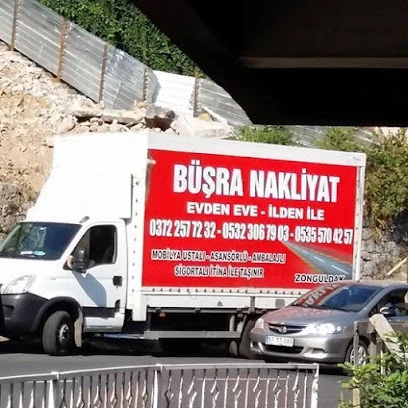 BÜŞRA NAKLİYAT
EVDEN EVE - İLDEN İLE
0372 257 72 32 - 0532 306 79 03 - 0535 570 42 57
MOBİLYA USTALI - ASANSÖRLÜ - AMBALAJLI
SİGORTALI İTİNA İLE TAŞINIR
ZONGULDAK